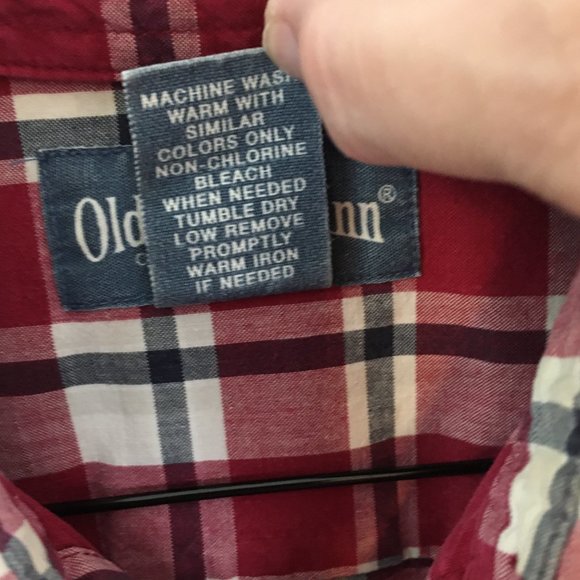 MACHINE WASH
WARM WITH
SIMILAR
COLORS ONLY
NON-CHLORINE
BLEACH
WHEN NEEDED
TUMBLE DRY
LOW REMOVE
PROMPTLY
WARM IRON
IF NEEDED
Old nn®